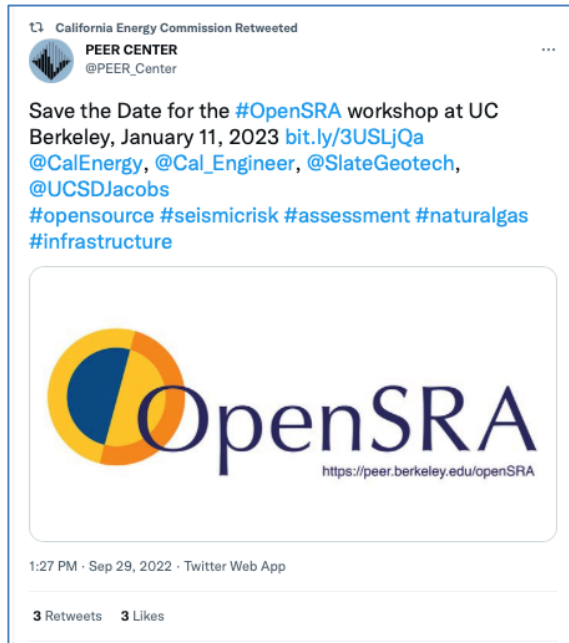 California Energy Commission Retweeted
PEER CENTER
@PEER_Center
Save the Date for the #OpenSRA workshop at UC
Berkeley, January 11, 2023 bit.ly/3USLjQa
@CalEnergy, @Cal_Engineer, @SlateGeotech,
@UCSDJacobs
#opensource #seismicrisk #assessment #naturalgas
#infrastructure
OpenSRA
https://peer.berkeley.edu/openSRA
1:27 PM · Sep 29, 2022 · Twitter Web App
3 Retweets 3 Likes